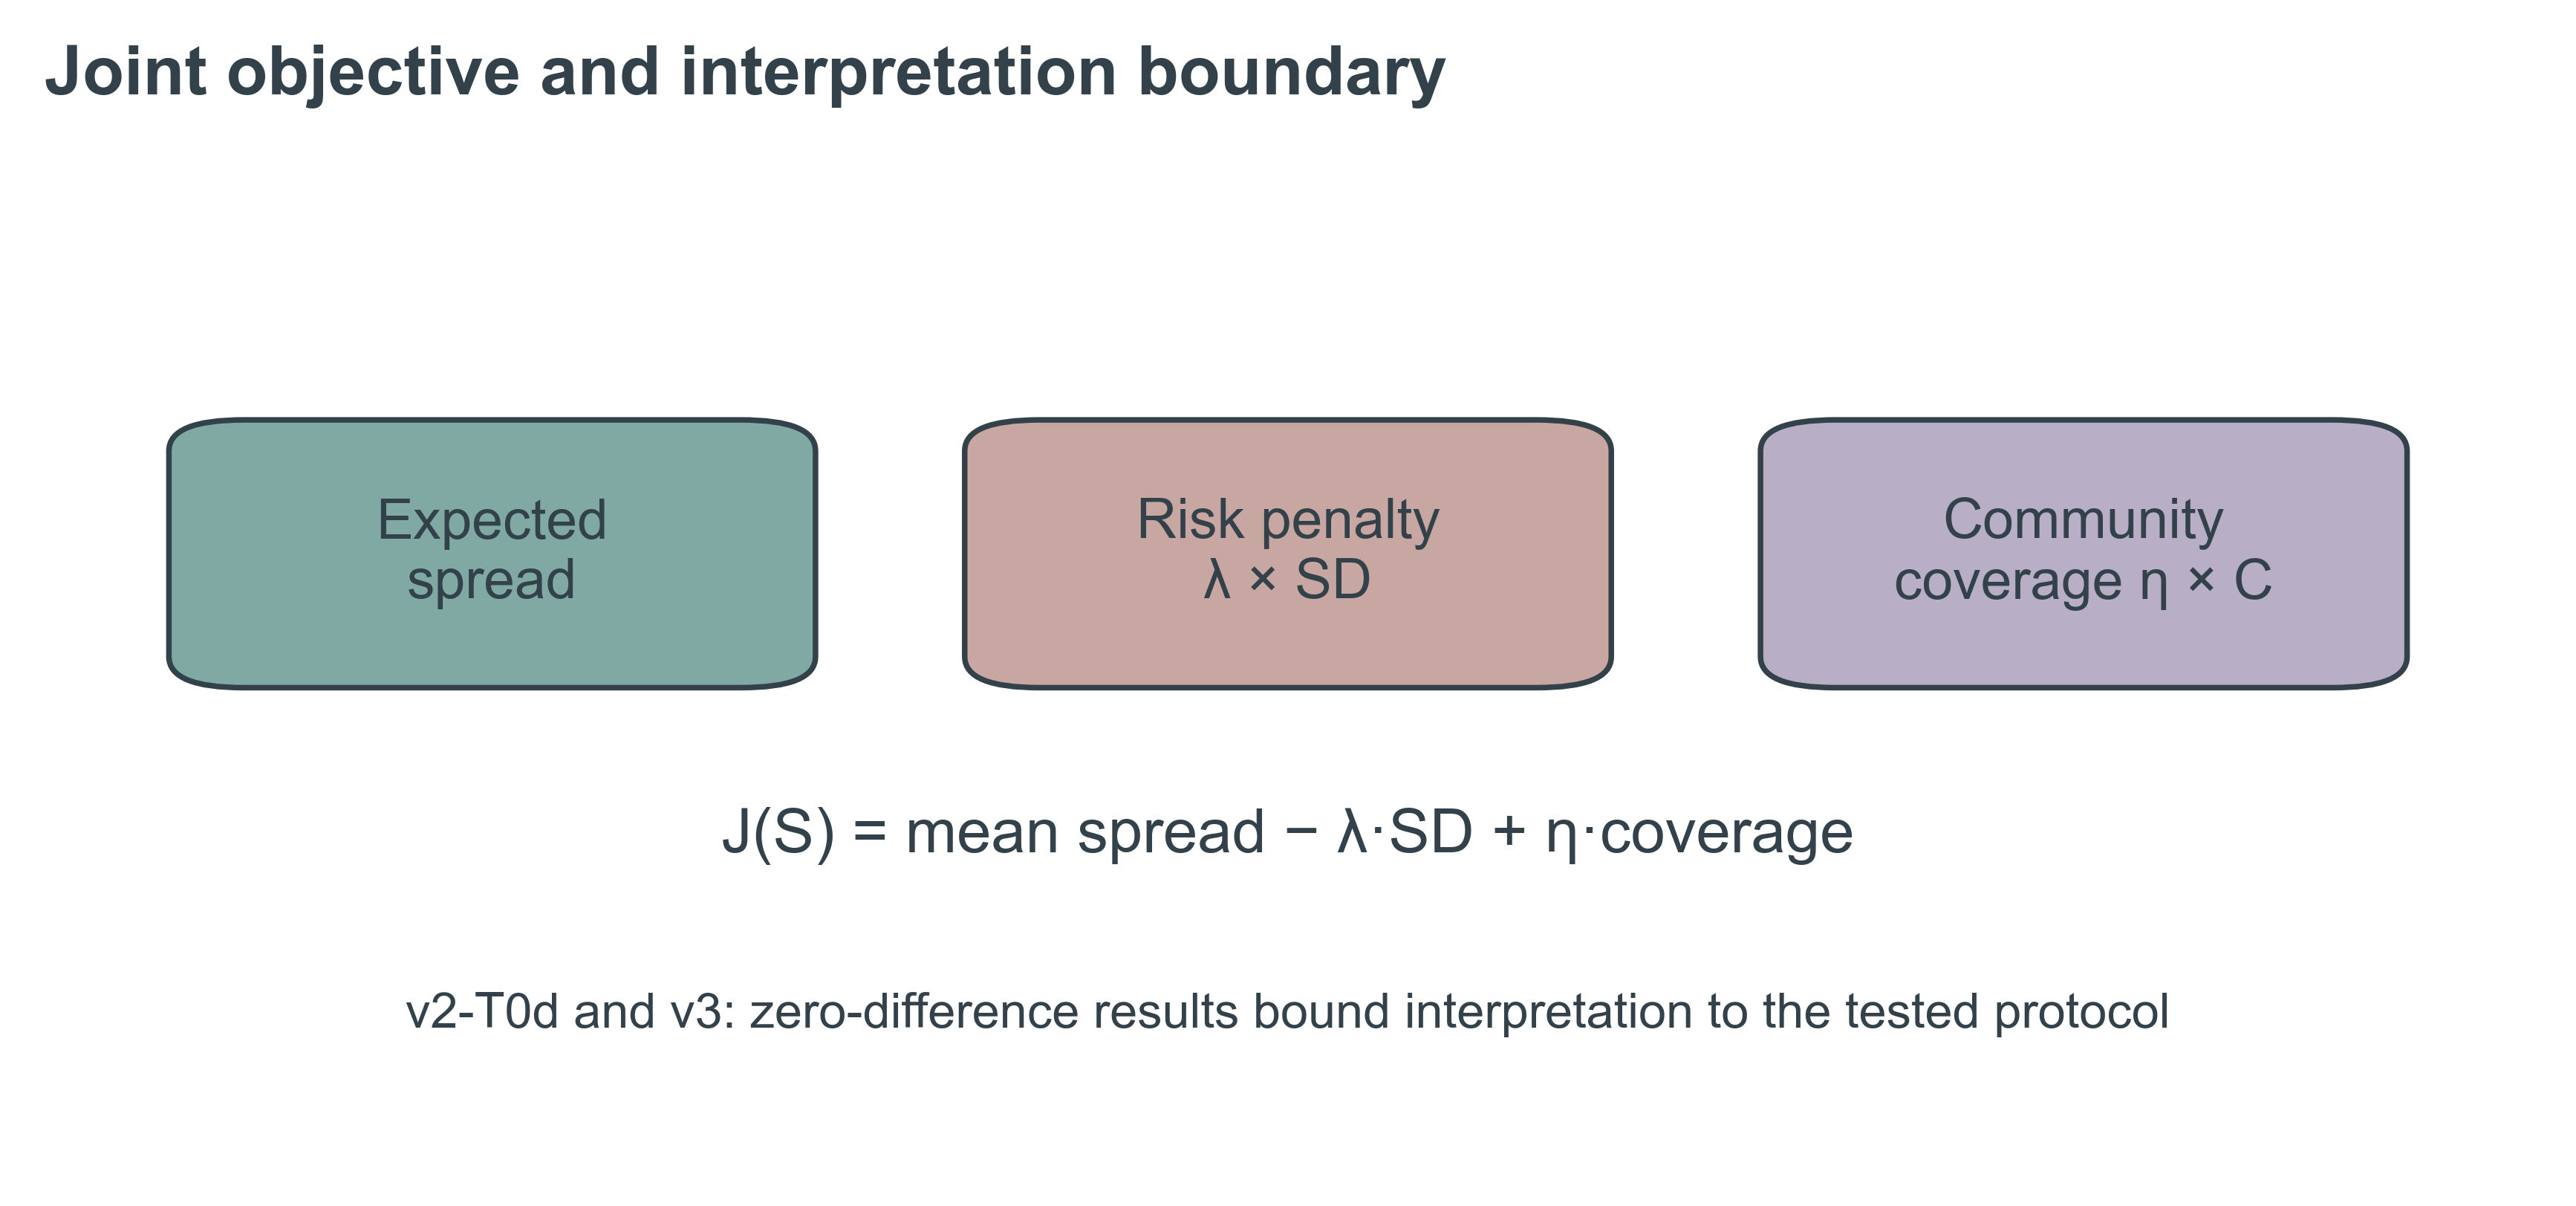 Joint objective and interpretation boundary
Expected
spread
Risk penalty
λ × SD
Community
coverage η × C
J(S) = mean spread − λ·SD + η·coverage
v2-T0d and v3: zero-difference results bound interpretation to the tested protocol